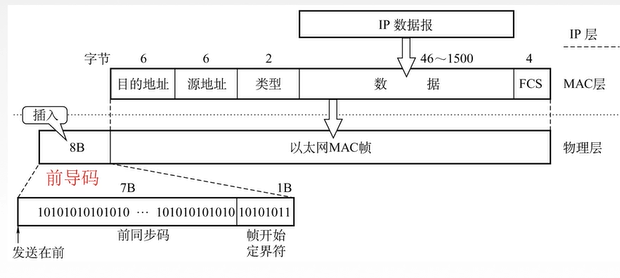 IP 数据报
IP 层
字节 6 6 2 46～1500 4
目的地址 源地址 类型 数 据 FCS MAC层
插入
8B 以太网MAC帧 物理层
前导码
7B 1B
10101010101010 … 101010101010 10101011
前同步码 帧开始
定界符
发送在前